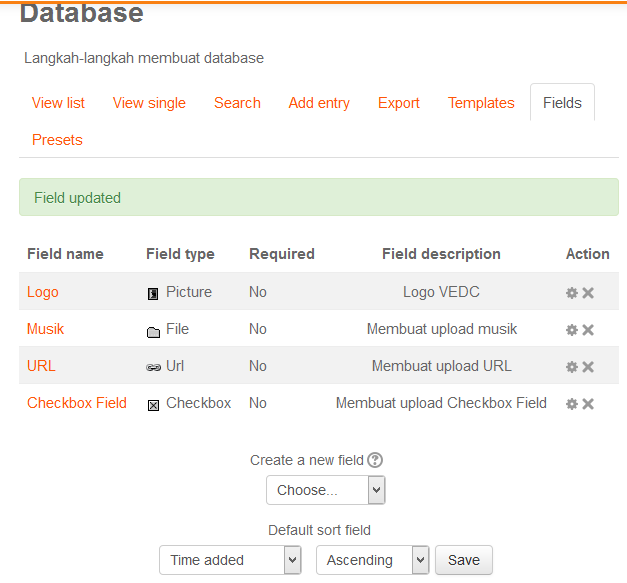 Database
Langkah-langkah membuat database
View list View single Search Add entry Export Templates Fields
Presets
Field updated
Field name Field type Required Field description Action
Logo Picture No Logo VEDC
Musik File No Membuat upload musik
URL Url No Membuat upload URL
Checkbox Field Checkbox No Membuat upload Checkbox Field
Create a new field ?
Choose...
Default sort field
Time added Ascending Save